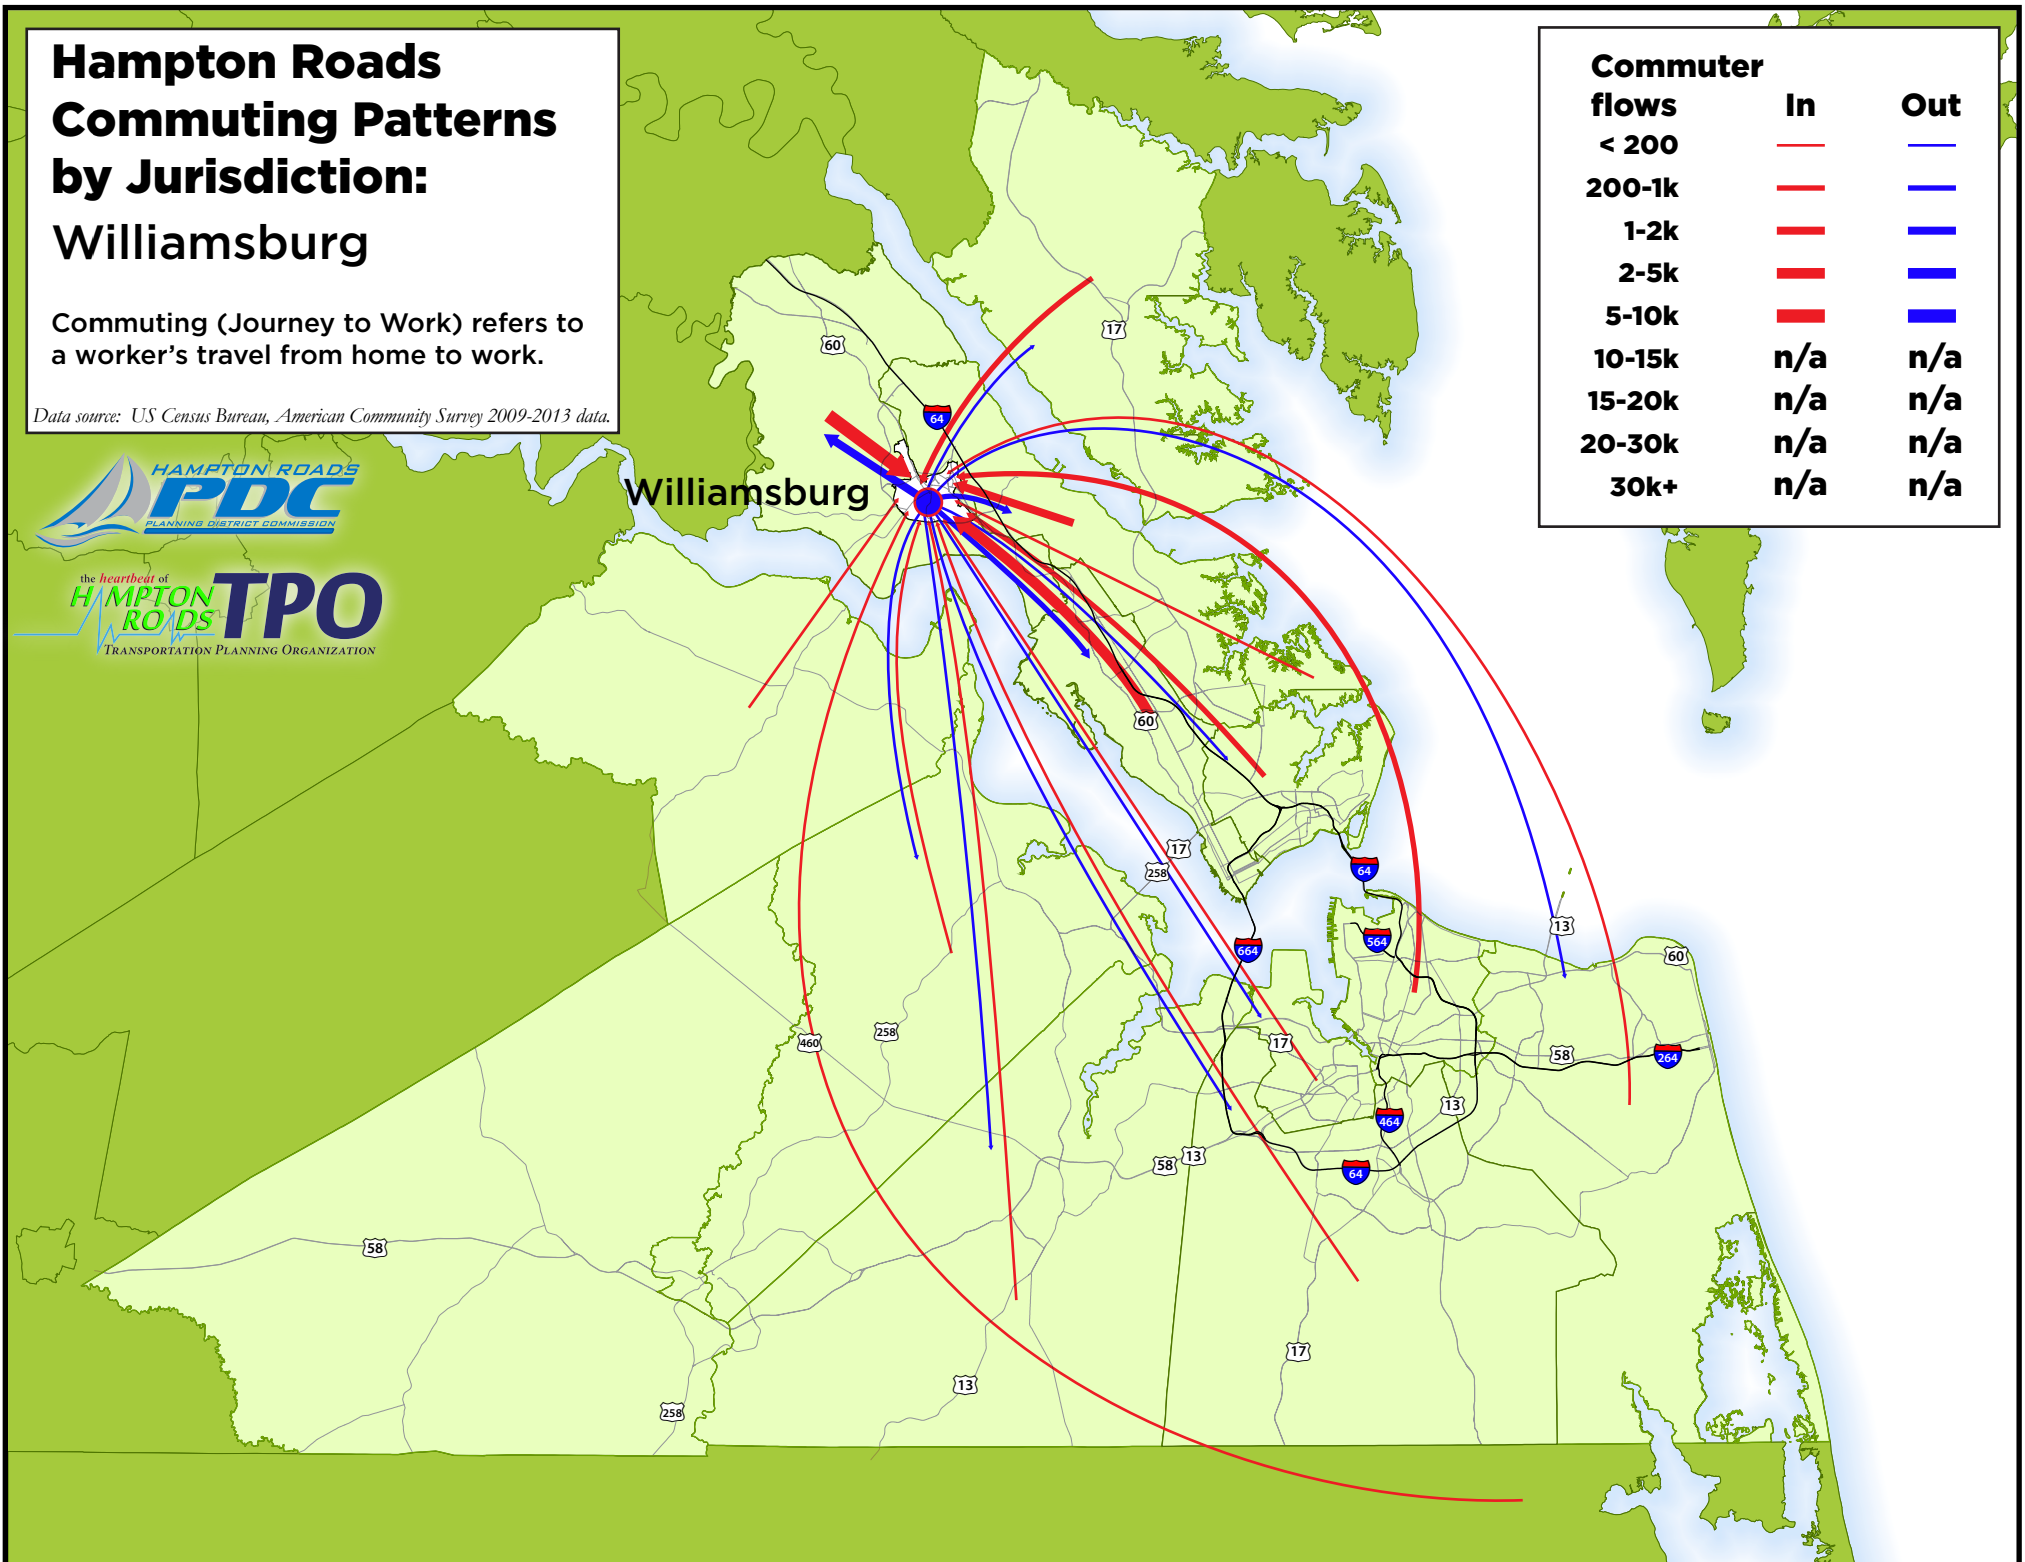 Hampton Roads
Commuting Patterns
by Jurisdiction:
Williamsburg
Commuting (Journey to Work) refers to
a worker's travel from home to work.
Data source: US Census Bureau, American Community Survey 2009-2013 data.
HAMPTON ROADS
PDC
PLANNING DISTRICT COMMISSION
the heartbeat of
HAMPTON
ROADS
TPO
TRANSPORTATION PLANNING ORGANIZATION
Commuter
flows In Out
< 200
200-1k
1-2k
2-5k
5-10k
10-15k n/a n/a
15-20k n/a n/a
20-30k n/a n/a
30k+ n/a n/a
17
60
64
Williamsburg
60
17
258
64
13
564
664
60
460
258
17
58
264
13
464
58
13
64
58
17
13
258